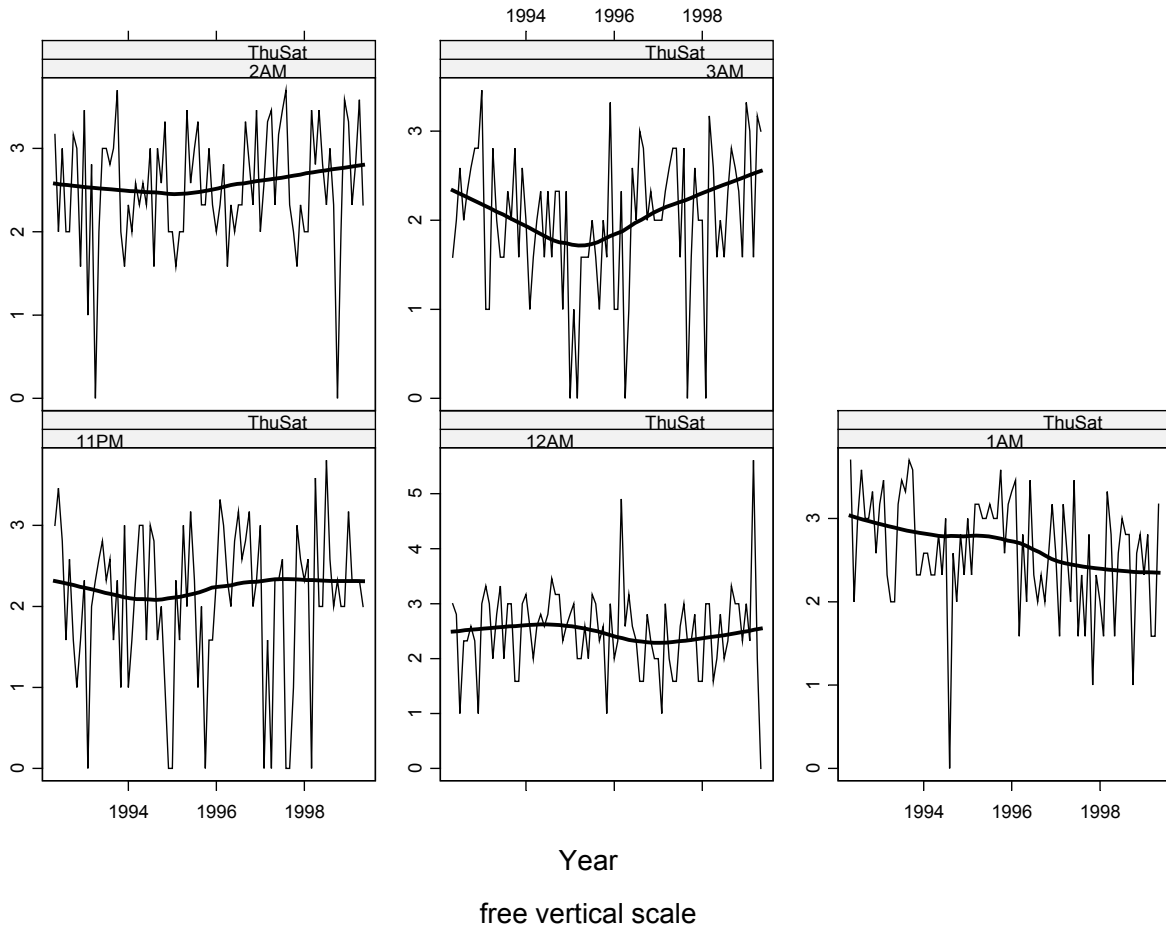 1994 1996 1998
ThuSat ThuSat
2AM 3AM
3 3
2 2
1 1
0 0
ThuSat ThuSat ThuSat
11PM 12AM 1AM
3 5 3
2 4 2
1 3 1
0 2 0
1
0
1994 1996 1998 1994 1996 1998
Year
free vertical scale